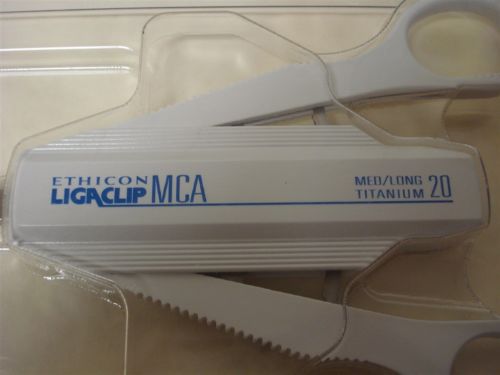 ETHICON
LIGACLIP MCA
MED/LONG
TITANIUM 20